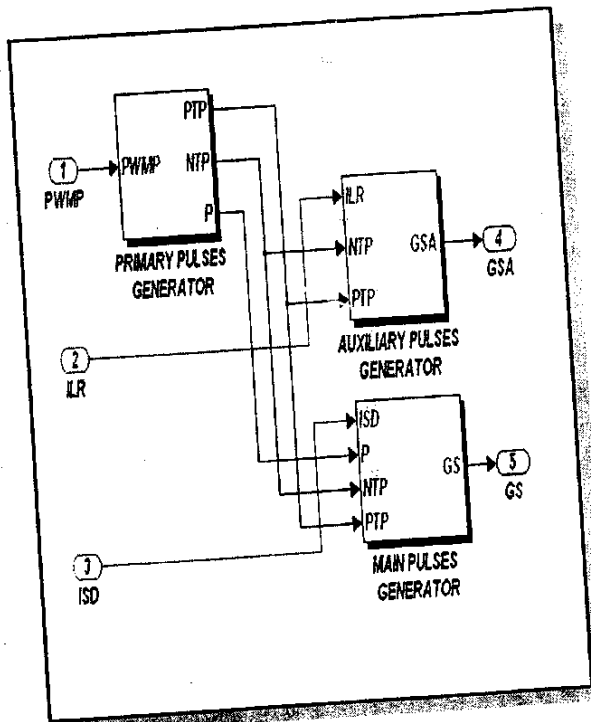 PTP
1
PWMP
NTP
PWMP
P
PRIMARY PULSES
GENERATOR
ILR
NTP
GSA
4
GSA
PTP
AUXILIARY PULSES
GENERATOR
2
ILR
ISD
P
GS
5
GS
NTP
PTP
MAIN PULSES
GENERATOR
3
ISD